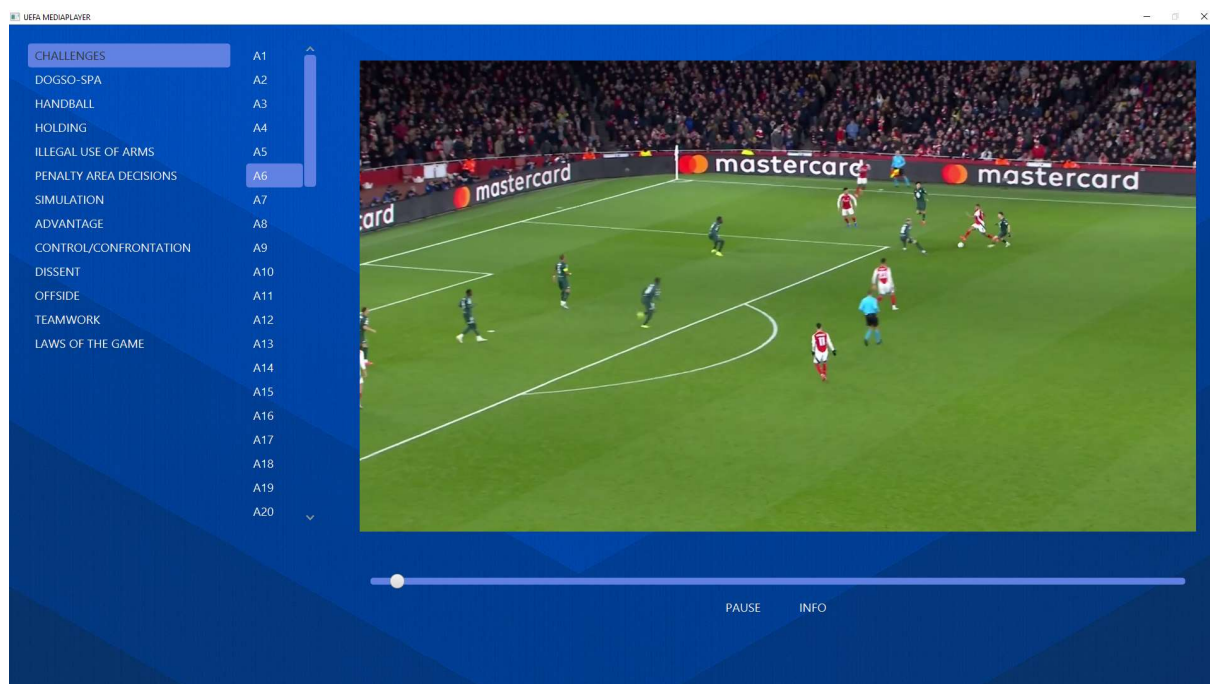 UEFA MEDIAPLAYER
CHALLENGES
DOGSO-SPA
HANDBALL
HOLDING
ILLEGAL USE OF ARMS
PENALTY AREA DECISIONS
SIMULATION
ADVANTAGE
CONTROL/CONFRONTATION
DISSENT
OFFSIDE
TEAMWORK
LAWS OF THE GAME
A1
A2
A3
A4
A5
A6
A7
A8
A9
A10
A11
A12
A13
A14
A15
A16
A17
A18
A19
A20
card
mastercard
mastercard
mastercard
PAUSE INFO